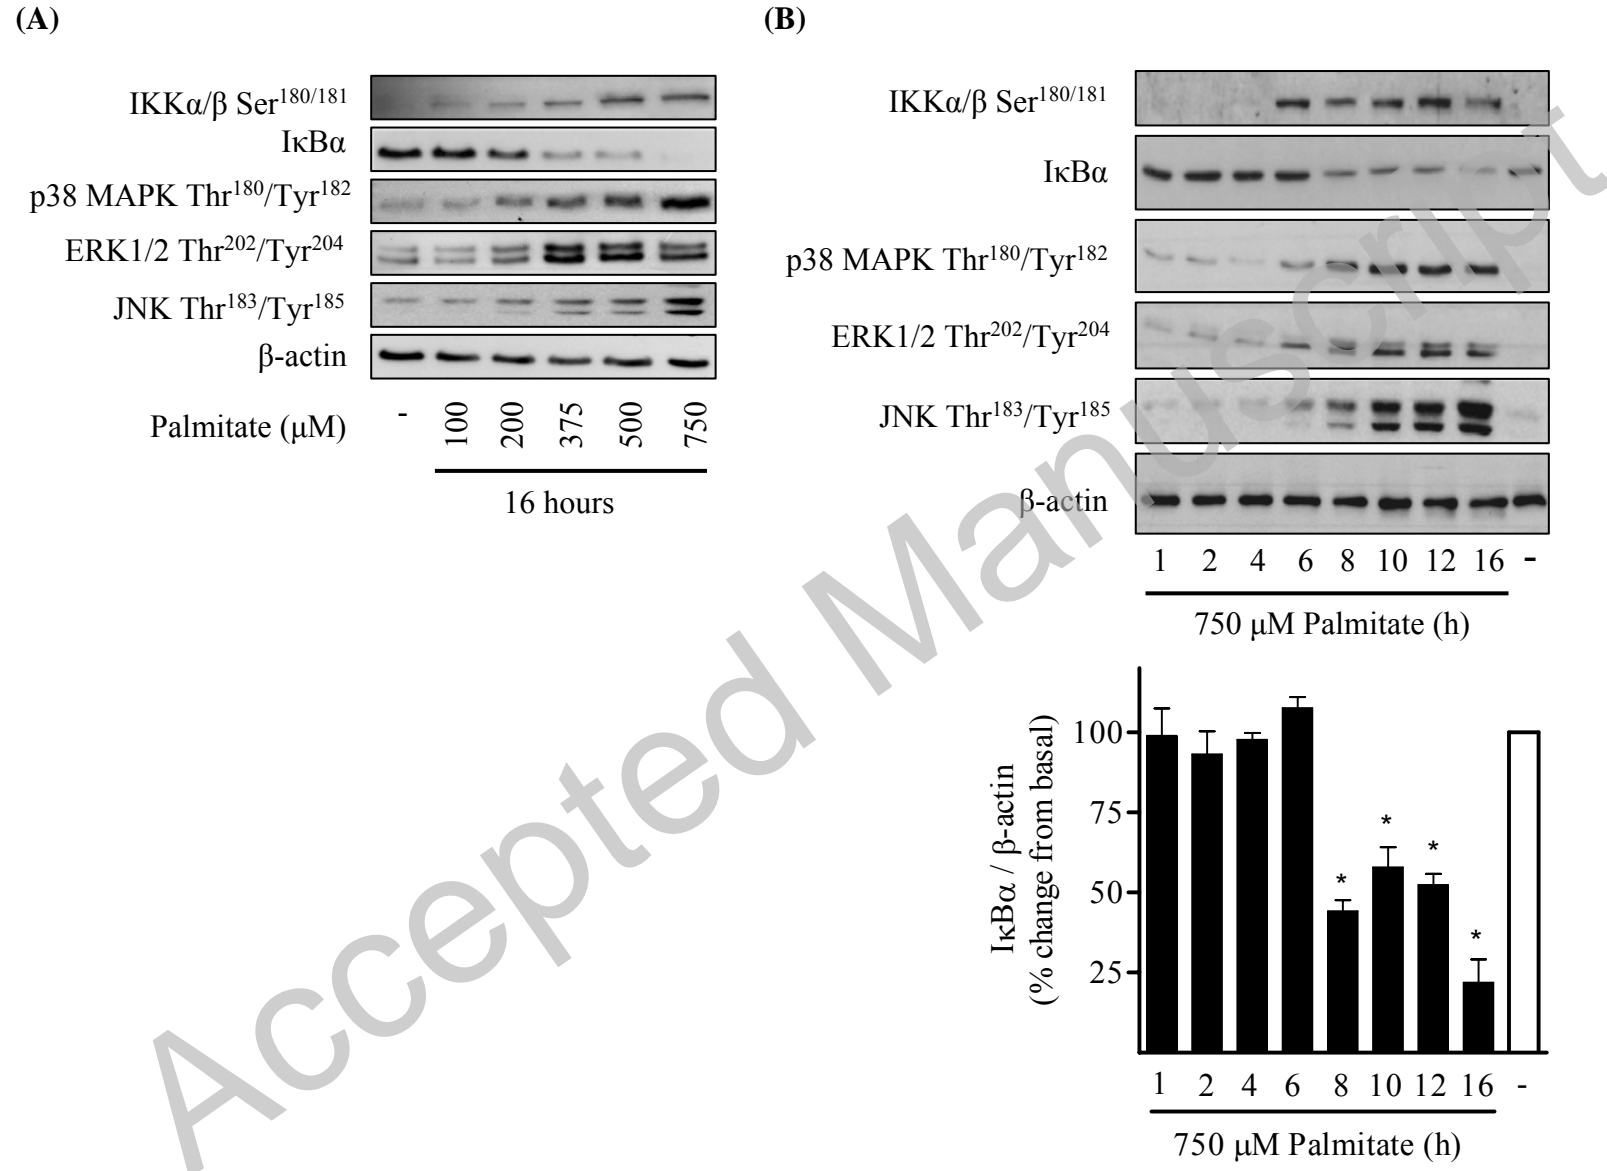 (A)
IKKα/β Ser180/181
IκBα
p38 MAPK Thr180/Tyr182
ERK1/2 Thr202/Tyr204
JNK Thr183/Tyr185
β-actin
Palmitate (μM)
- 100 200 375 500 750
16 hours
(B)
IKKα/β Ser180/181
IκBα
p38 MAPK Thr180/Tyr182
ERK1/2 Thr202/Tyr204
JNK Thr183/Tyr185
β-actin
1 2 4 6 8 10 12 16 -
750 μM Palmitate (h)
IκBα / β-actin
(% change from basal)
100
75
50
25
* * * *
1 2 4 6 8 10 12 16 -
750 μM Palmitate (h)
Accepted Manuscript